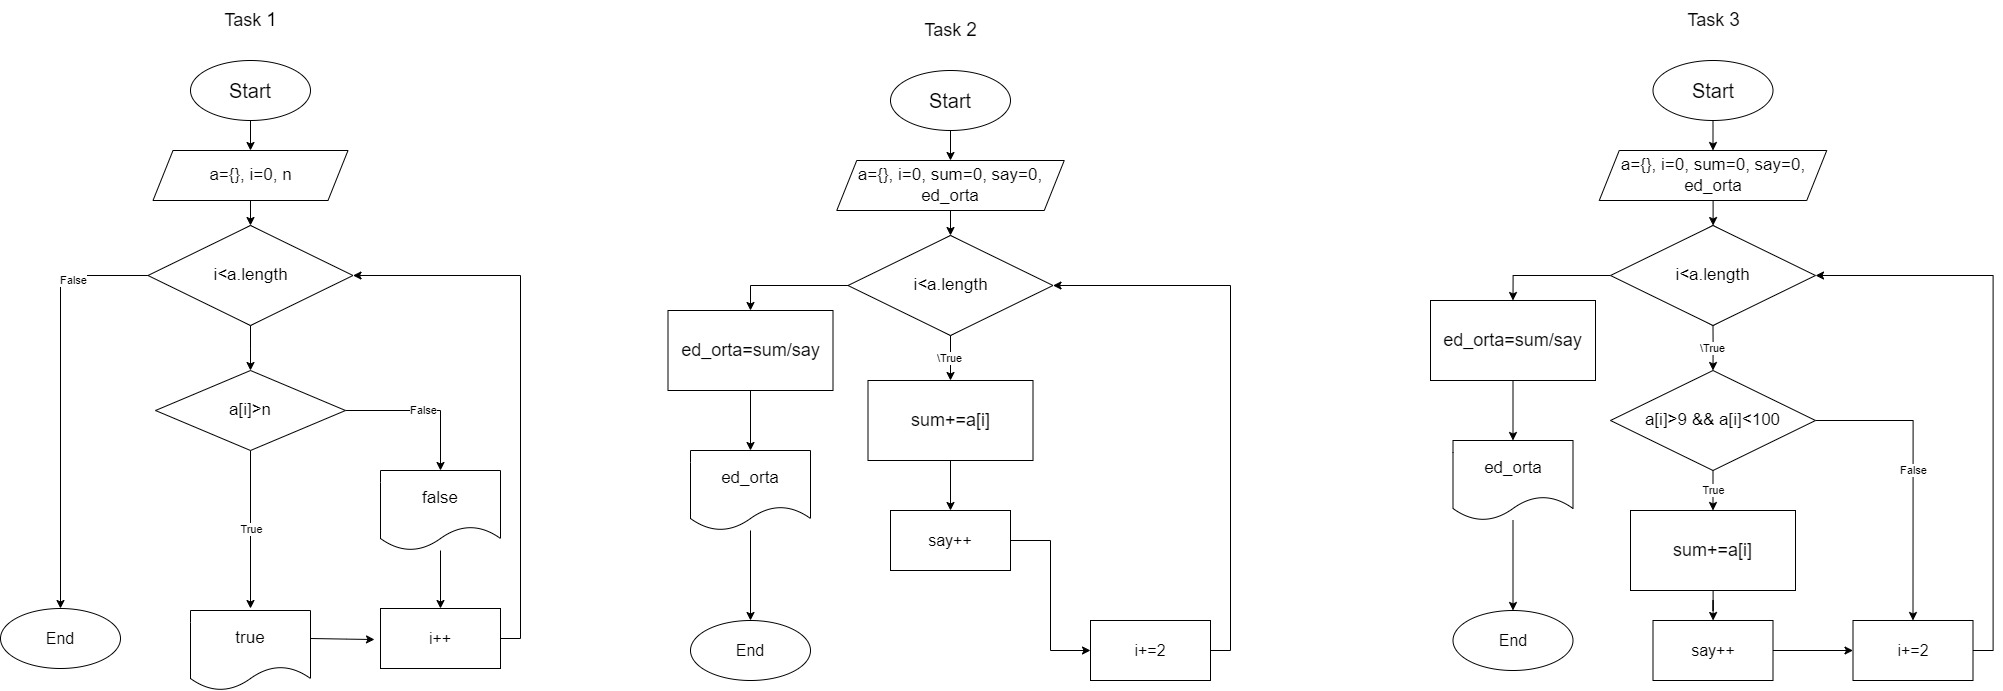 Task 1
Start
a={}, i=0, n
i<a.length
False
a[i]>n
False
false
True
true
i++
End
Task 2
Start
a={}, i=0, sum=0, say=0,
ed_orta
i<a.length
ed_orta=sum/say
\True
sum+=a[i]
ed_orta
say++
i+=2
End
Task 3
Start
a={}, i=0, sum=0, say=0,
ed_orta
i<a.length
ed_orta=sum/say
\True
a[i]>9 && a[i]<100
False
ed_orta
True
sum+=a[i]
say++
i+=2
End